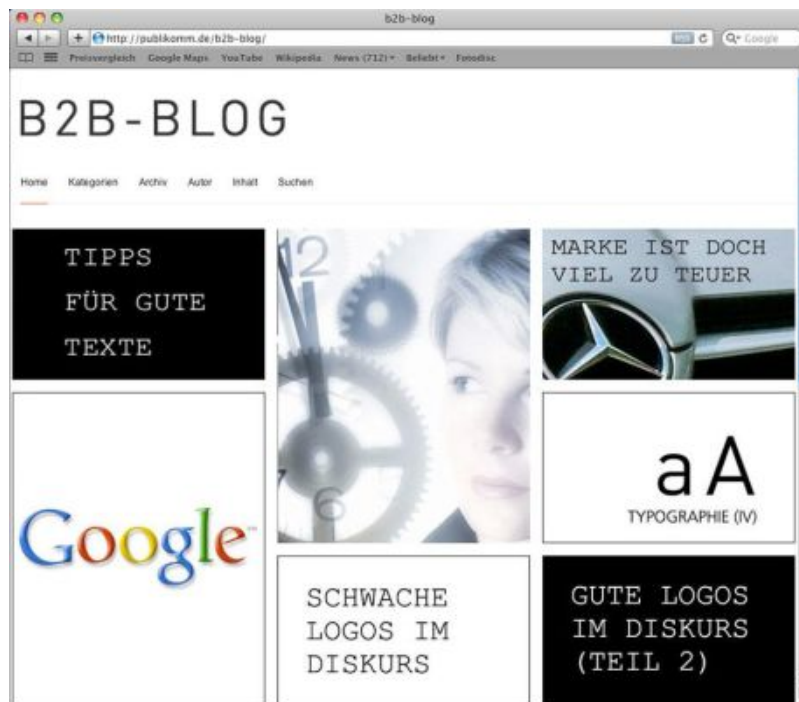 b2b-blog
http://publikomm.de/b2b-blog/
RSS
Google
Preisvergleich Google Maps YouTube Wikipedia News (712) Beliebt Fotodisc
B2B-BLOG
Home Kategorien Archiv Autor Inhalt Suchen
TIPPS
FÜR GUTE
TEXTE
12
7
6
MARKE IST DOCH
VIEL ZU TEUER
Google
aA
TYPOGRAPHIE (IV)
SCHWACHE
LOGOS IM
DISKURS
GUTE LOGOS
IM DISKURS
(TEIL 2)